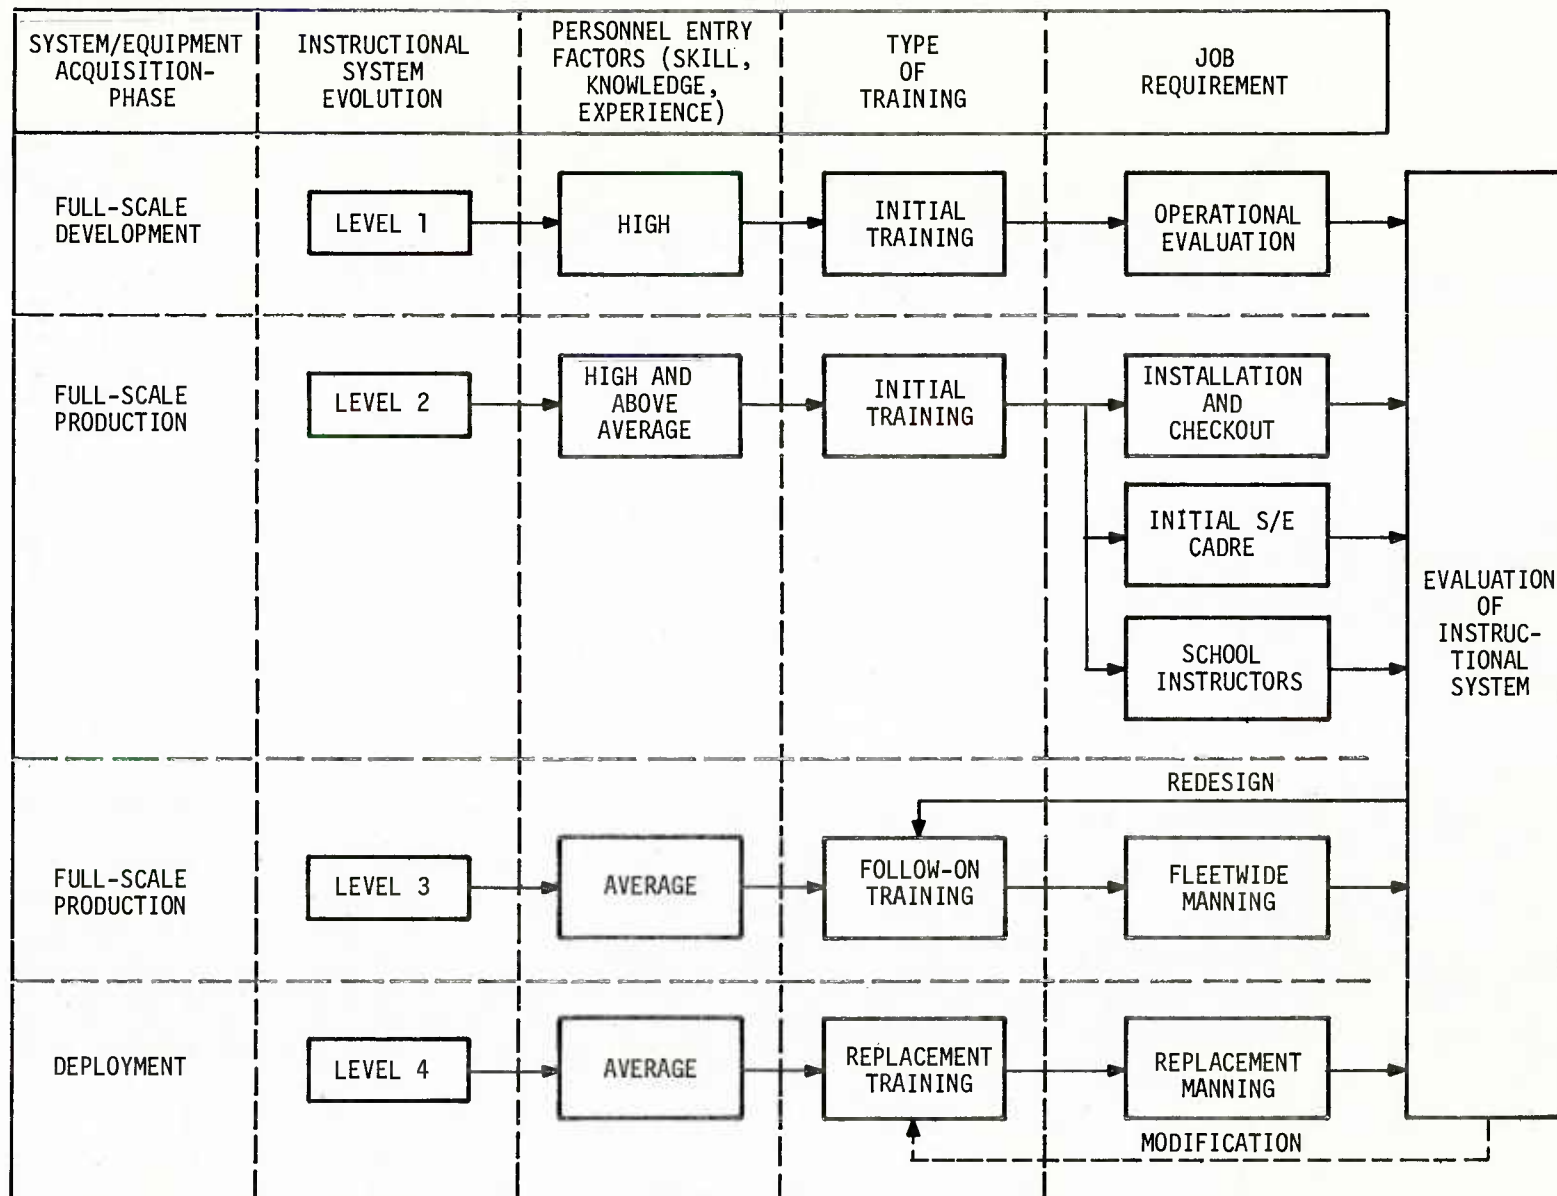 SYSTEM/EQUIPMENT
ACQUISITION-
PHASE
INSTRUCTIONAL
SYSTEM
EVOLUTION
PERSONNEL ENTRY
FACTORS (SKILL,
KNOWLEDGE,
EXPERIENCE)
TYPE
OF
TRAINING
JOB
REQUIREMENT
FULL-SCALE
DEVELOPMENT
LEVEL 1
HIGH
INITIAL
TRAINING
OPERATIONAL
EVALUATION
FULL-SCALE
PRODUCTION
LEVEL 2
HIGH AND
ABOVE
AVERAGE
INITIAL
TRAINING
INSTALLATION
AND
CHECKOUT
INITIAL S/E
CADRE
SCHOOL
INSTRUCTORS
EVALUATION
OF
INSTRUC-
TIONAL
SYSTEM
REDESIGN
FULL-SCALE
PRODUCTION
LEVEL 3
AVERAGE
FOLLOW-ON
TRAINING
FLEETWIDE
MANNING
DEPLOYMENT
LEVEL 4
AVERAGE
REPLACEMENT
TRAINING
REPLACEMENT
MANNING
MODIFICATION